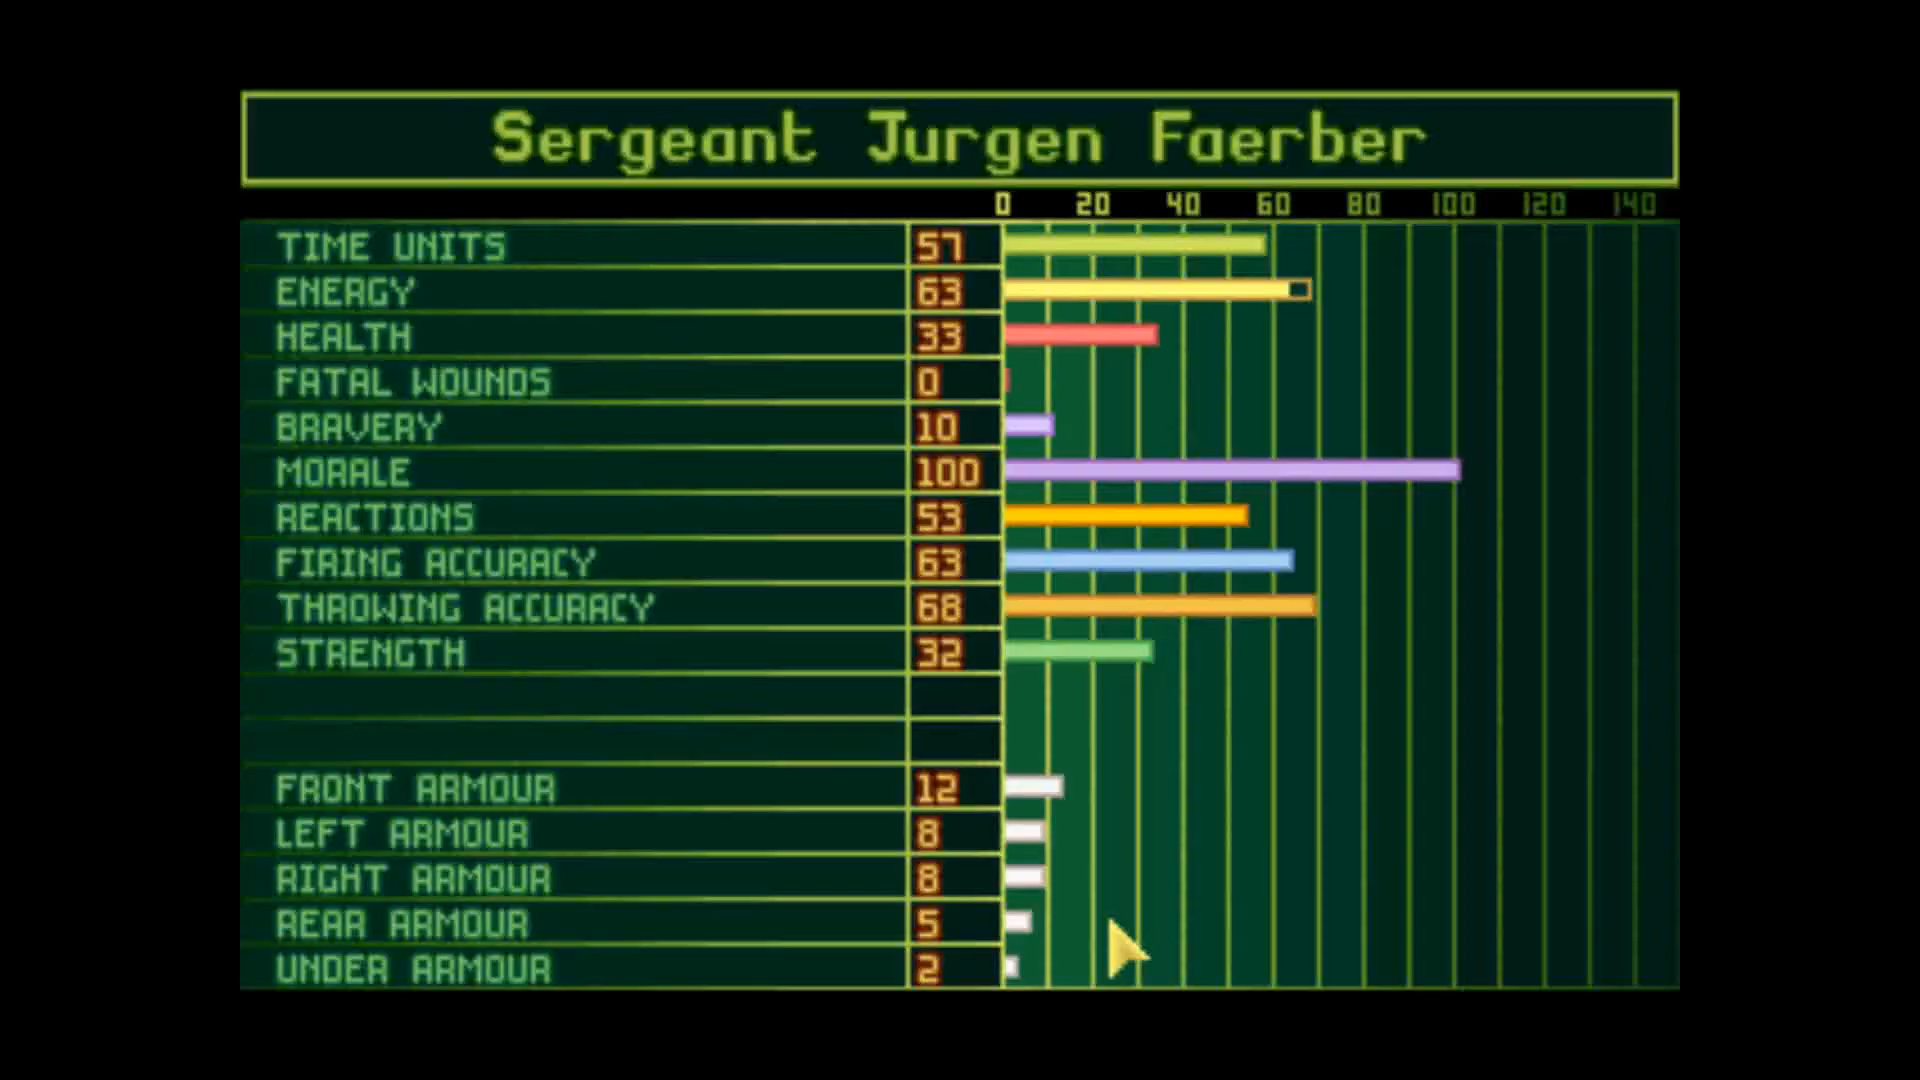 Sergeant Jurgen Faerber
0 20 40 60 80 100 120 140
TIME UNITS 57
ENERGY 63
HEALTH 33
FATAL WOUNDS 0
BRAVERY 10
MORALE 100
REACTIONS 53
FIRING ACCURACY 63
THROWING ACCURACY 68
STRENGTH 32
FRONT ARMOUR 12
LEFT ARMOUR 8
RIGHT ARMOUR 8
REAR ARMOUR 5
UNDER ARMOUR 2